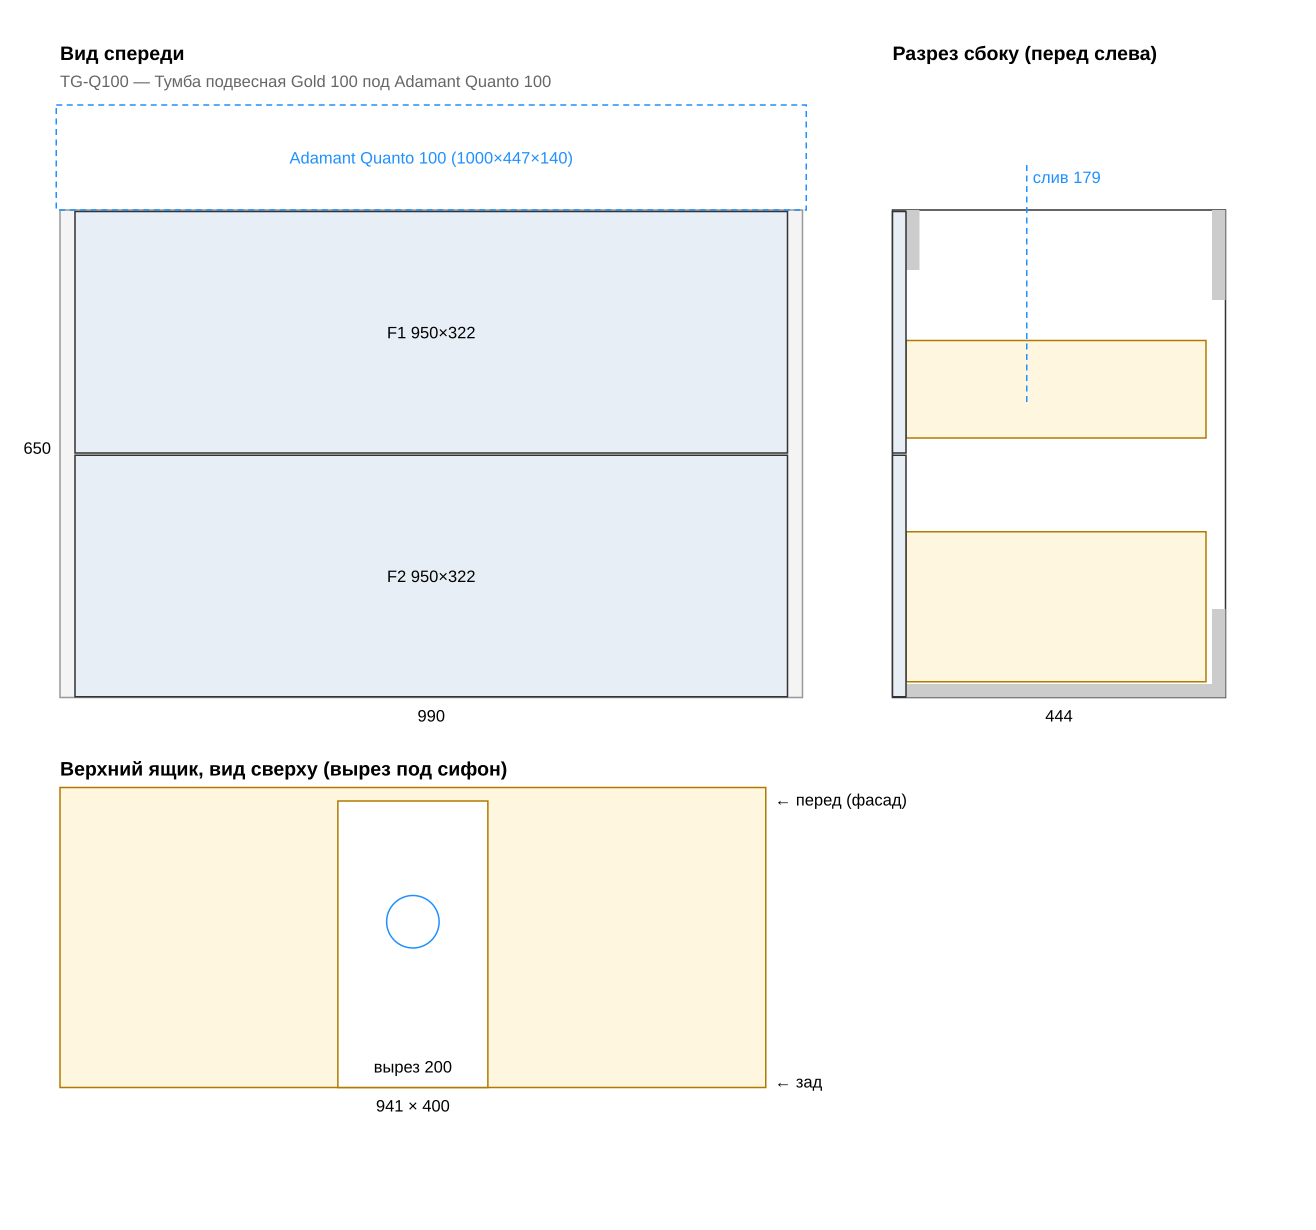 Вид спереди
TG-Q100 — Тумба подвесная Gold 100 под Adamant Quanto 100
Adamant Quanto 100 (1000×447×140)
F1 950×322
650
F2 950×322
990
Разрез сбоку (перед слева)
слив 179
444
Верхний ящик, вид сверху (вырез под сифон)
← перед (фасад)
вырез 200
← зад
941 × 400